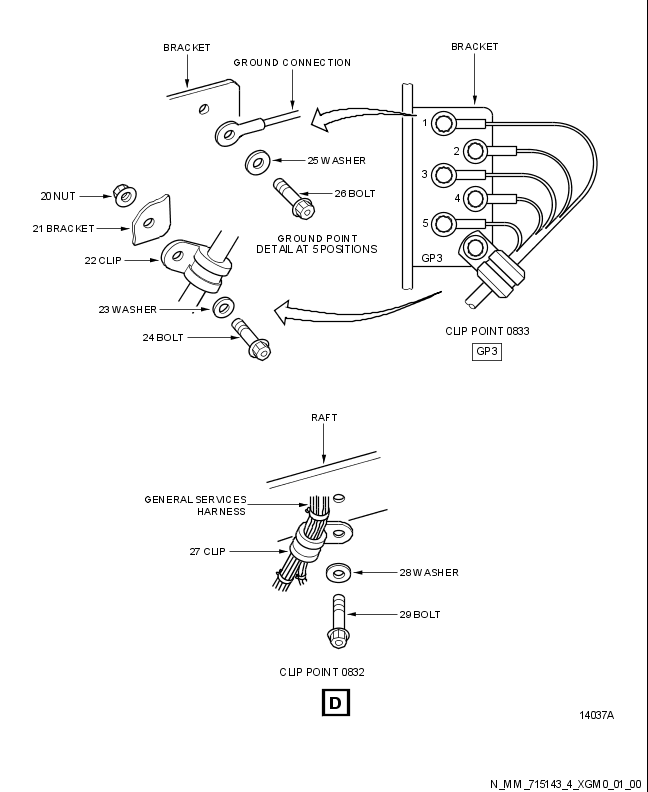 BRACKET
BRACKET
GROUND CONNECTION
1
2
3
4
5
GP3
25 WASHER
26 BOLT
20 NUT
21 BRACKET
GROUND POINT
DETAIL AT 5 POSITIONS
22 CLIP
23 WASHER
24 BOLT
CLIP POINT 0833
GP3
RAFT
GENERAL SERVICES
HARNESS
27 CLIP
28 WASHER
29 BOLT
CLIP POINT 0832
D
14037A
N_MM_715143_4_XGM0_01_00